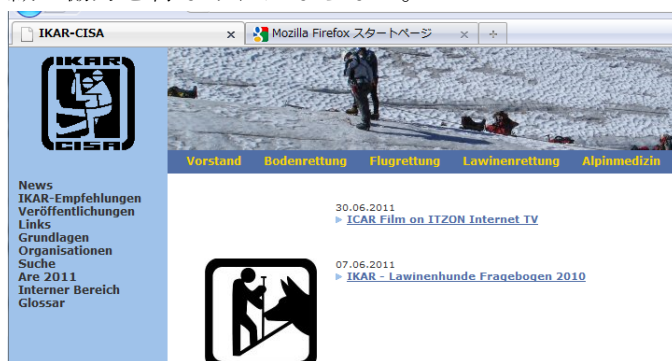 IKAR-CISA x Mozilla Firefox スタートページ x
IKAR
CISA
Vorstand Bodenrettung Flugrettung Lawinenrettung Alpinmedizin
News
IKAR-Empfehlungen
Veröffentlichungen
Links
Grundlagen
Organisationen
Suche
Are 2011
Interner Bereich
Glossar
30.06.2011
ICAR Film on ITZON Internet TV
07.06.2011
IKAR - Lawinenhunde Fragebogen 2010